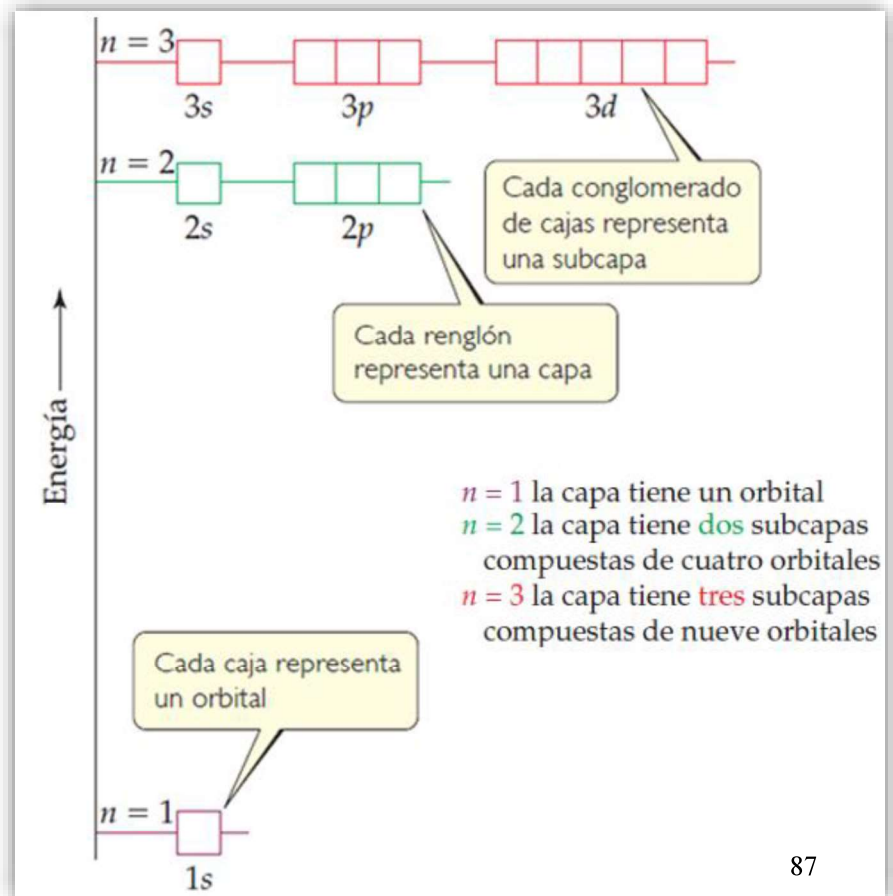 n = 3
3s 3p 3d
n = 2
2s 2p
Cada conglomerado
de cajas representa
una subcapa
Cada renglón
representa una capa
Energía
n = 1 la capa tiene un orbital
n = 2 la capa tiene dos subcapas
compuestas de cuatro orbitales
n = 3 la capa tiene tres subcapas
compuestas de nueve orbitales
Cada caja representa
un orbital
n = 1
1s
87